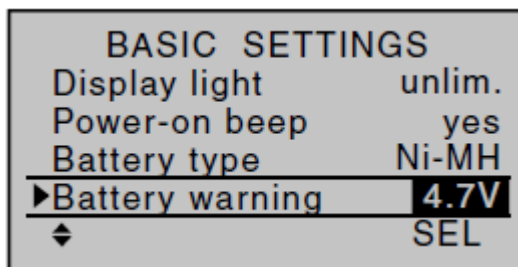 BASIC SETTINGS
Display light unlim.
Power-on beep yes
Battery type Ni-MH
Battery warning 4.7V
SEL